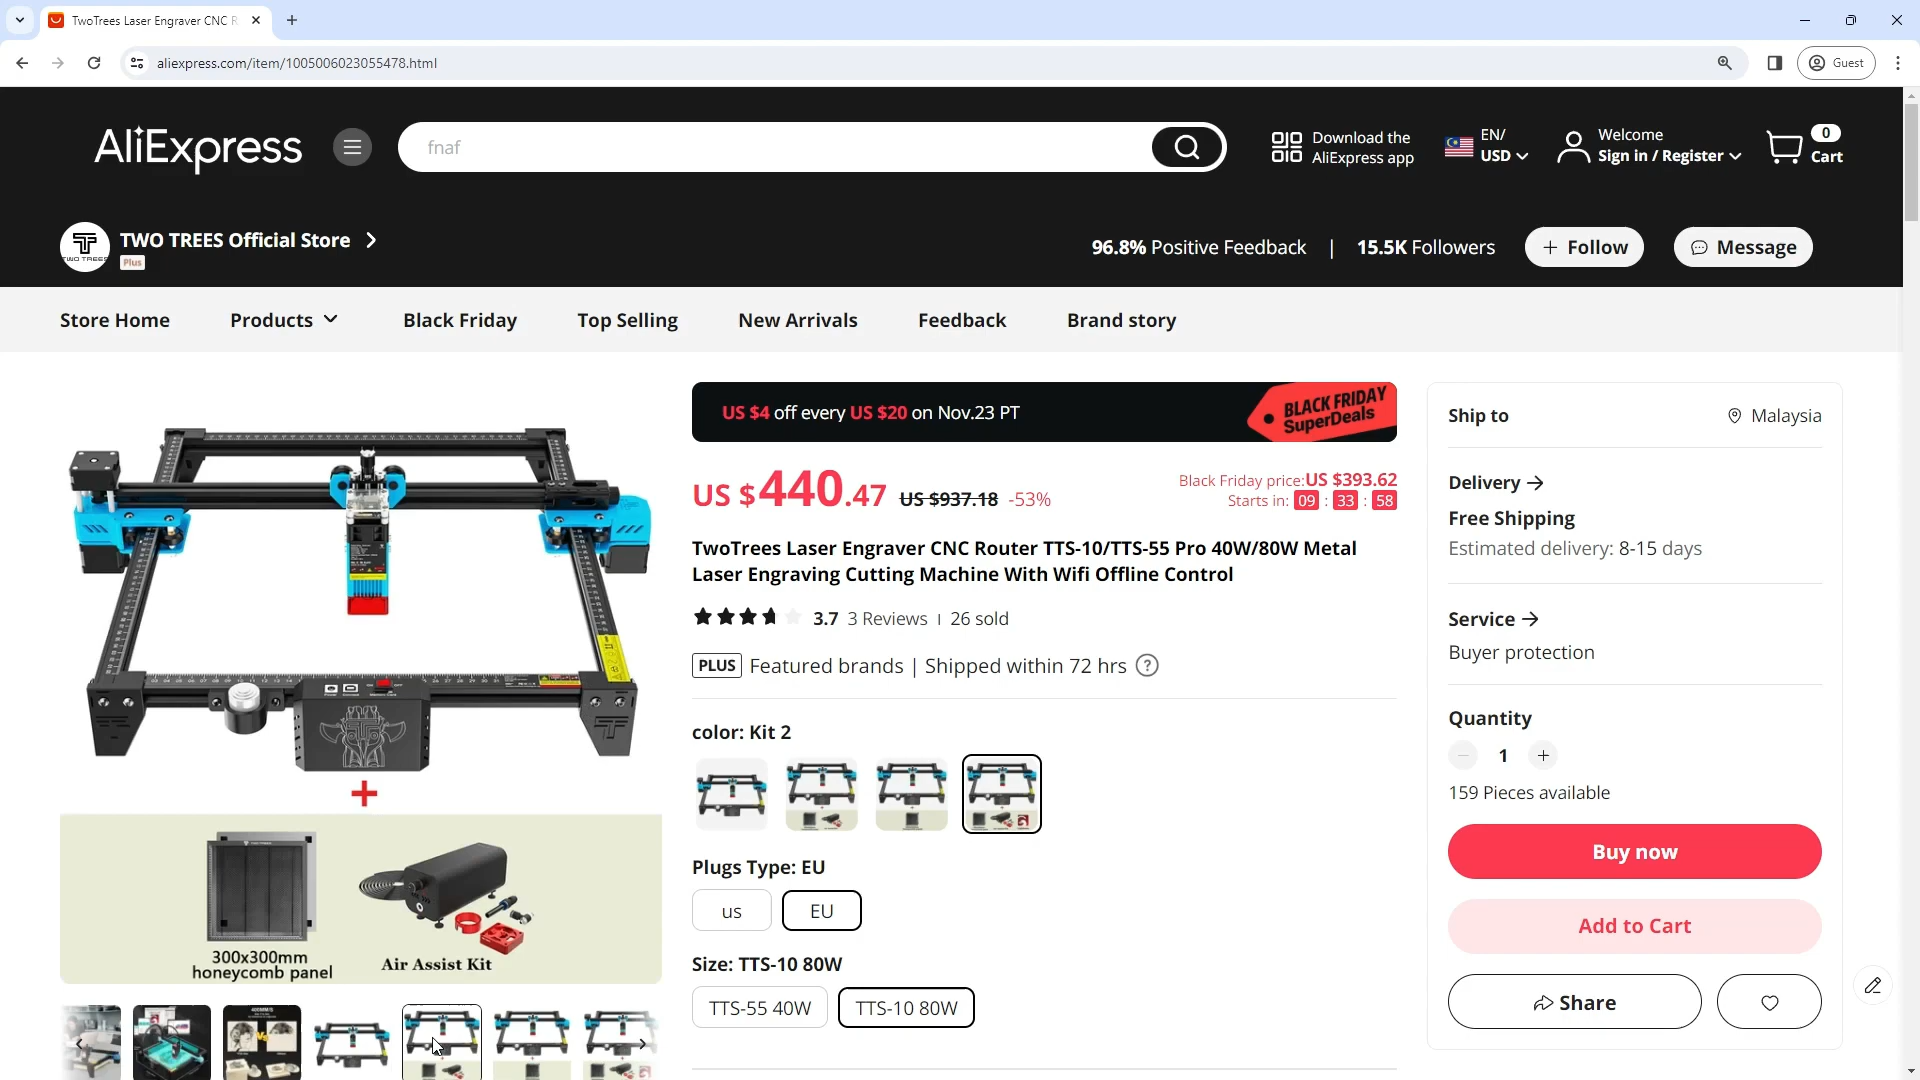 TwoTrees Laser Engraver CNC R
aliexpress.com/item/1005006023055478.html
Guest
AliExpress
fnaf
Download the
AliExpress app
EN/
USD
Welcome
Sign in / Register
0
Cart
TWO TREES
TWO TREES Official Store
Plus
96.8% Positive Feedback | 15.5K Followers
+ Follow
Message
Store Home
Products
Black Friday
Top Selling
New Arrivals
Feedback
Brand story
US $4 off every US $20 on Nov.23 PT
BLACK FRIDAY
SuperDeals
US $440.47 US $937.18 -53%
Black Friday price:US $393.62
Starts in: 09 : 33 : 58
TwoTrees Laser Engraver CNC Router TTS-10/TTS-55 Pro 40W/80W Metal
Laser Engraving Cutting Machine With Wifi Offline Control
3.7 3 Reviews | 26 sold
PLUS Featured brands | Shipped within 72 hrs ?
color: Kit 2
Plugs Type: EU
us
EU
Size: TTS-10 80W
TTS-55 40W
TTS-10 80W
+
300x300mm
honeycomb panel
Air Assist Kit
Ship to
Malaysia
Delivery
Free Shipping
Estimated delivery: 8-15 days
Service
Buyer protection
Quantity
1
159 Pieces available
Buy now
Add to Cart
Share